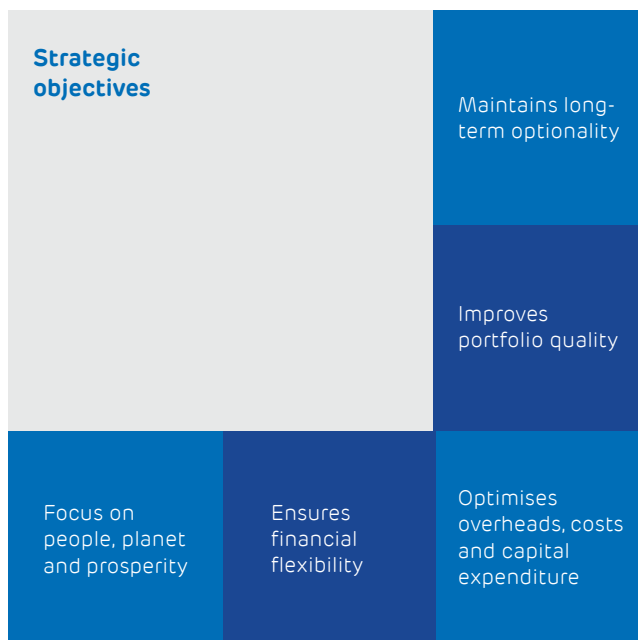 Strategic
objectives
Maintains long-
term optionality
Improves
portfolio quality
Focus on
people, planet
and prosperity
Ensures
financial
flexibility
Optimises
overheads, costs
and capital
expenditure